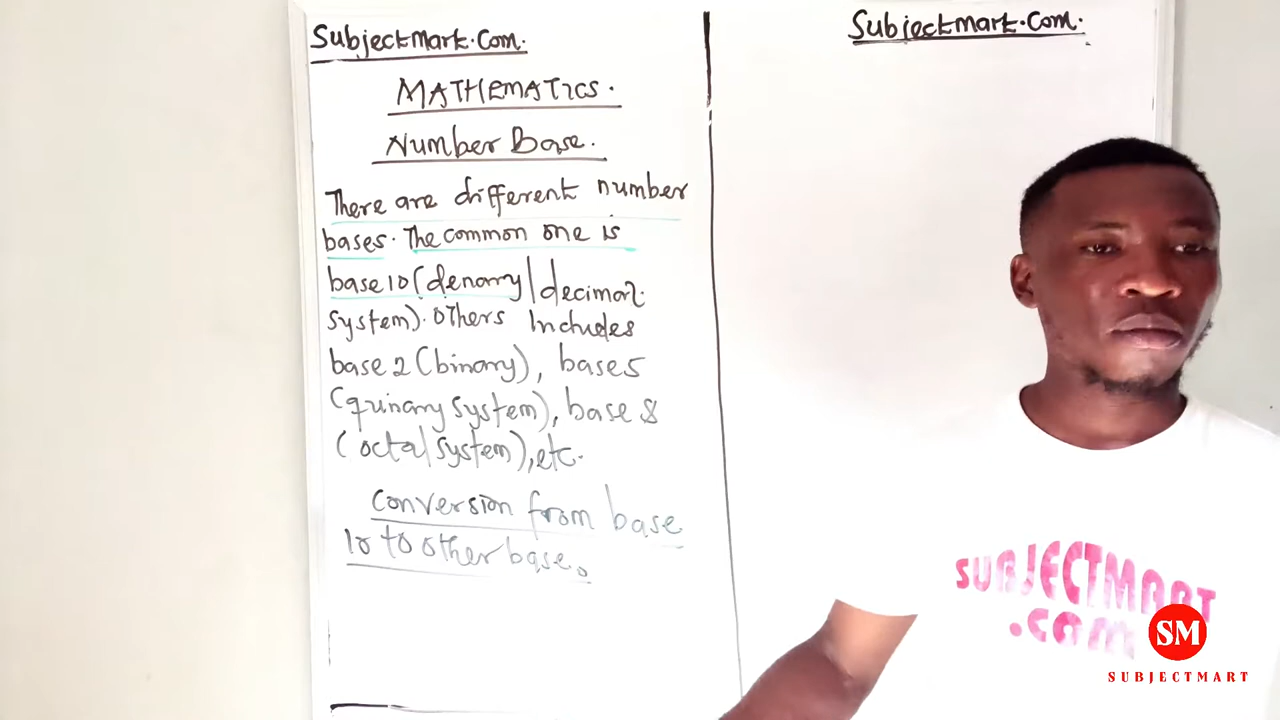 Subjectmart.Com.
MATHEMATICS.
Number Base.
There are different number
bases. The common one is
base 10 (denary/decimal
system). others Includes
base 2 (binary), base 5
(quinary system), base 8
(octal system), etc.
Conversion from base
10 to other base.
Subjectmart.Com.
SUBJECTMART
.com
SM
SUBJECTMART